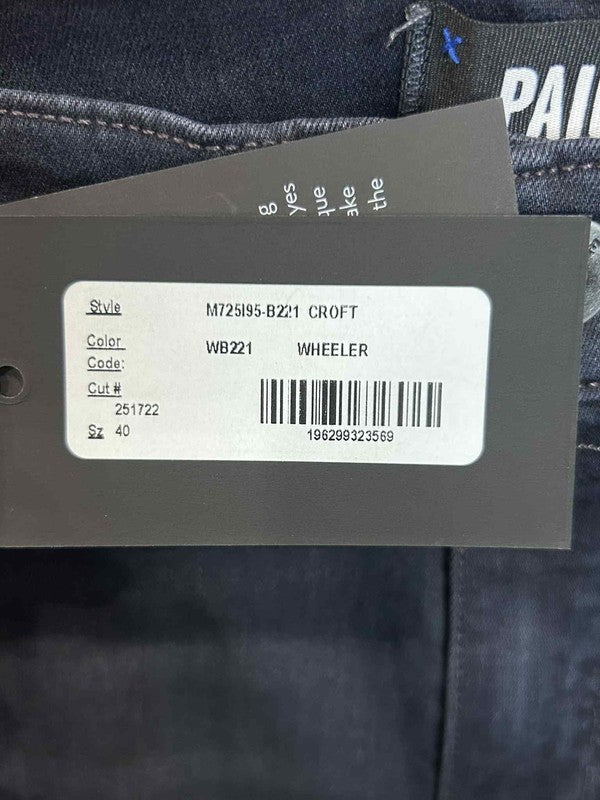 PAI
g
yes
que
ake
the
Style M725I95-B221 CROFT
Color Code: WB221 WHEELER
Cut #
251722
Sz 40
196299323569